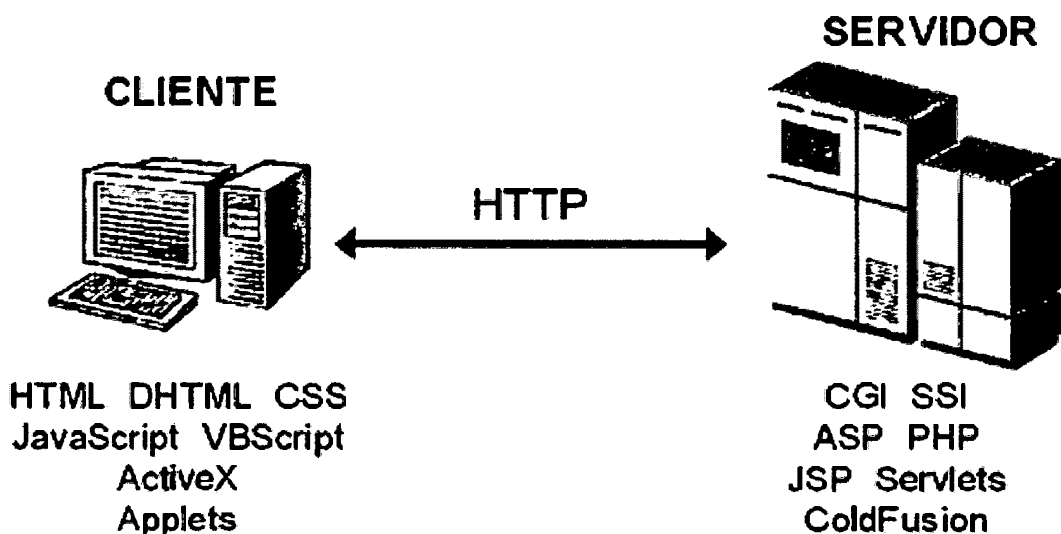 SERVIDOR
CLIENTE
HTTP
HTML DHTML CSS
JavaScript VBScript
ActiveX
Applets
CGI SSI
ASP PHP
JSP Servlets
ColdFusion